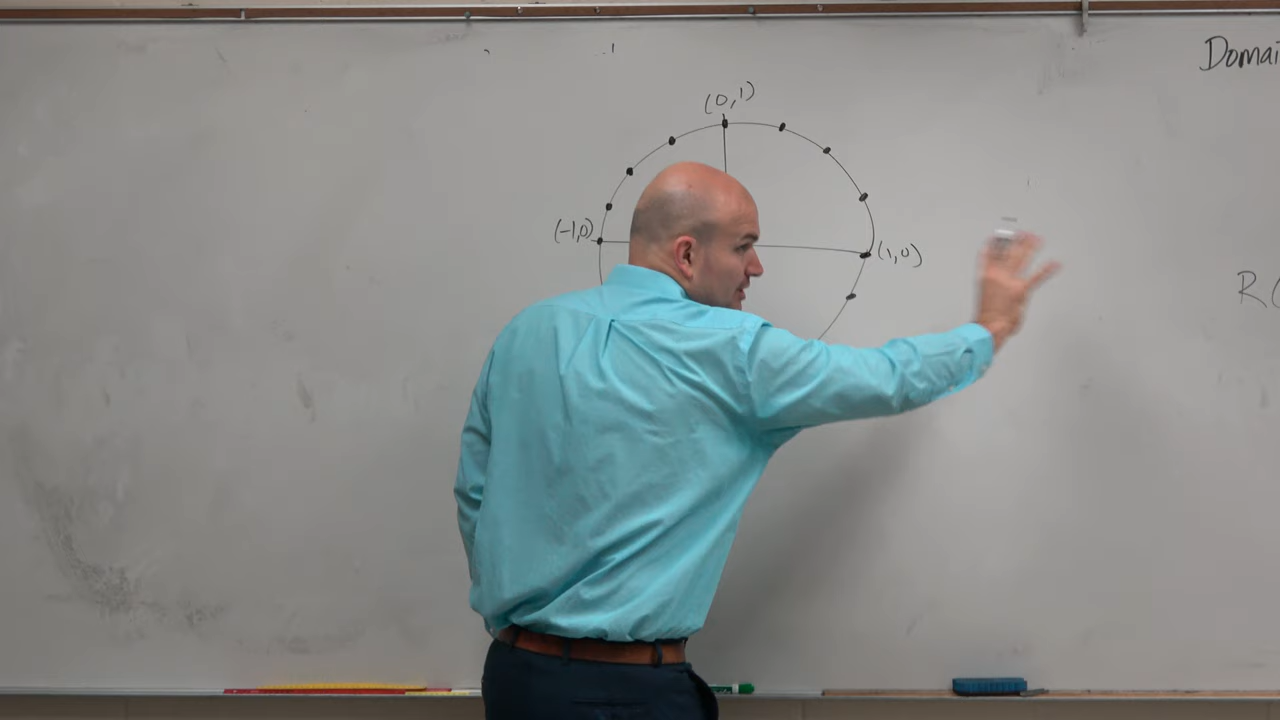 Domai
(0,1)
(-1,0)
(1,0)
R(